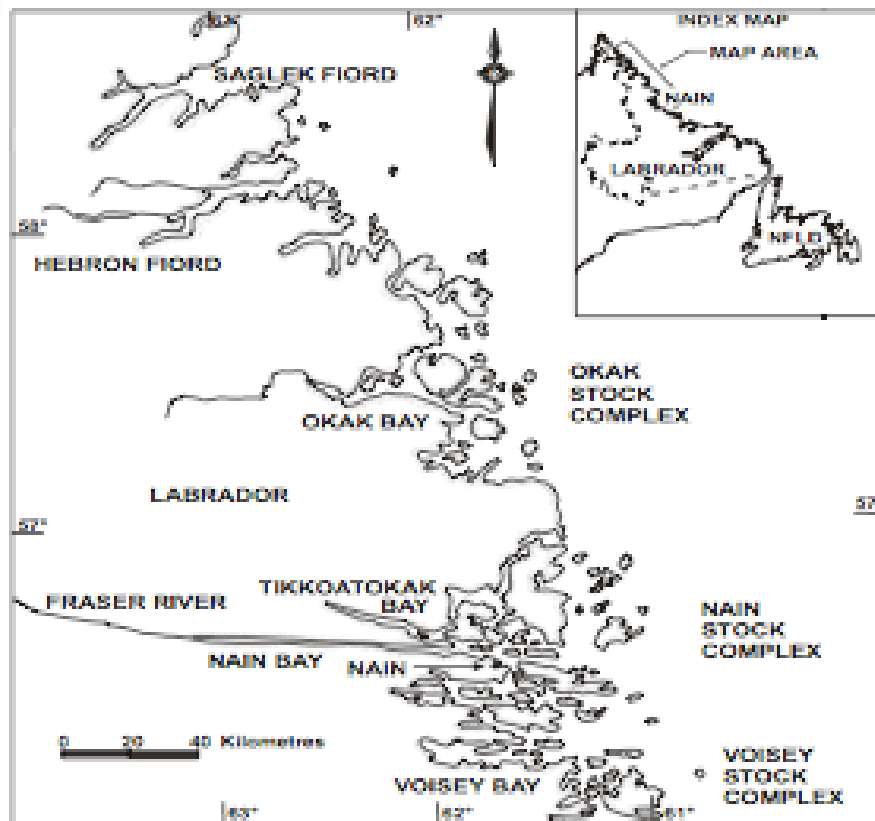 63°
62°
INDEX MAP
MAP AREA
NAIN
LABRADOR
NFLD
SAGLEK FIORD
58°
HEBRON FIORD
OKAK
STOCK
COMPLEX
OKAK BAY
LABRADOR
57°
57
TIKKOATOKAK
BAY
FRASER RIVER
NAIN
STOCK
COMPLEX
NAIN BAY
NAIN
0 20 40 Kilometres
VOISEY BAY
VOISEY
STOCK
COMPLEX
63°
62°
61°